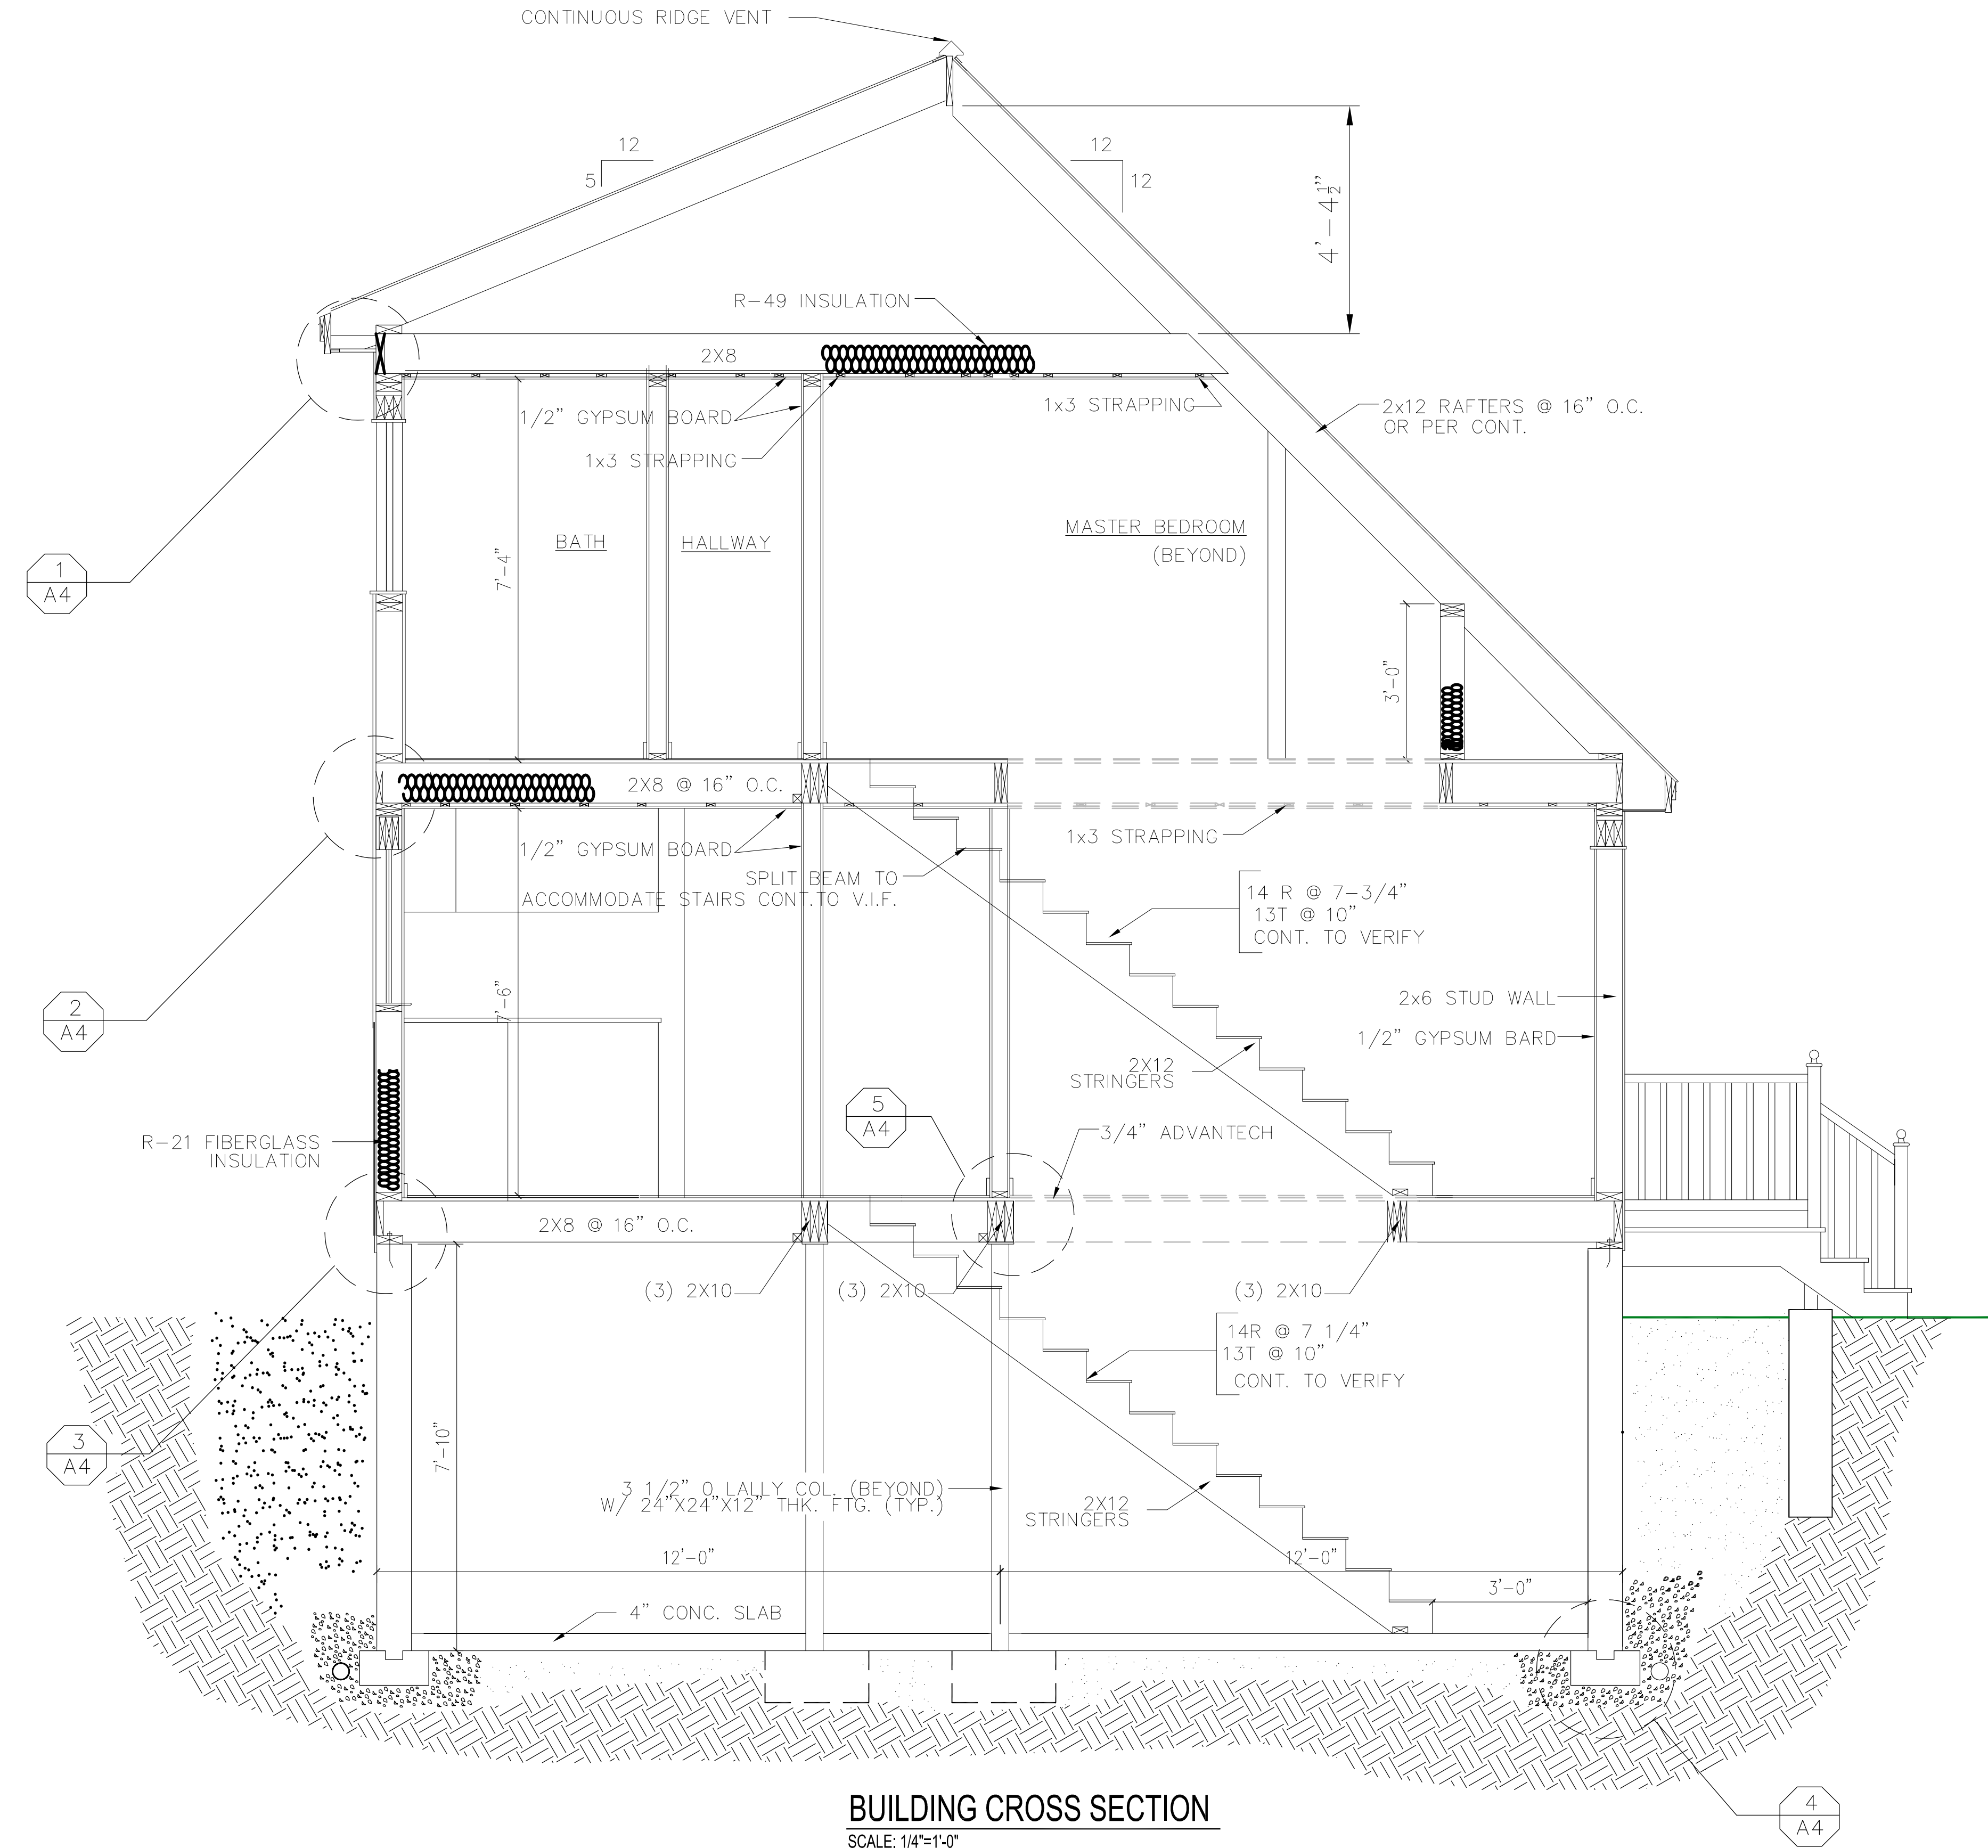 CONTINUOUS RIDGE VENT
12
5
12
12
4'-4 1/2"
R-49 INSULATION
2X8
1/2" GYPSUM BOARD
1x3 STRAPPING
1x3 STRAPPING
2x12 RAFTERS @ 16" O.C.
OR PER CONT.
1
A4
7'-4"
BATH
HALLWAY
MASTER BEDROOM
(BEYOND)
3'-0"
2X8 @ 16" O.C.
1/2" GYPSUM BOARD
1x3 STRAPPING
SPLIT BEAM TO
ACCOMMODATE STAIRS CONT.TO V.I.F.
14 R @ 7-3/4"
13T @ 10"
CONT. TO VERIFY
2
A4
7'-6"
2x6 STUD WALL
1/2" GYPSUM BARD
2X12
STRINGERS
5
A4
3/4" ADVANTECH
R-21 FIBERGLASS
INSULATION
2X8 @ 16" O.C.
(3) 2X10
(3) 2X10
(3) 2X10
14R @ 7 1/4"
13T @ 10"
CONT. TO VERIFY
3
A4
7'-10"
3 1/2" O LALLY COL. (BEYOND)
W/ 24"X24"X12" THK. FTG. (TYP.)
2X12
STRINGERS
12'-0"
12'-0"
3'-0"
4" CONC. SLAB
4
A4
BUILDING CROSS SECTION
SCALE: 1/4"=1'-0"